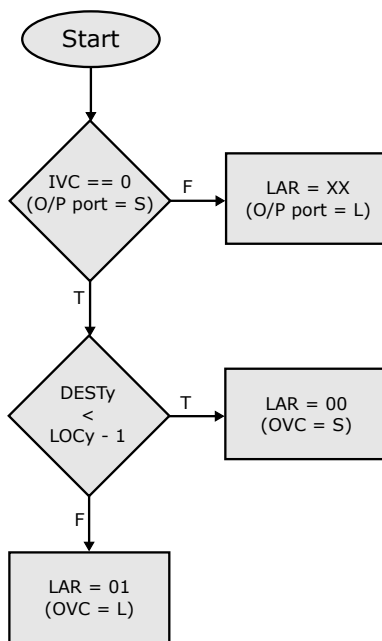 Start
IVC == 0
(O/P port = S)
F
LAR = XX
(O/P port = L)
T
DESTy
<
LOCy - 1
T
LAR = 00
(OVC = S)
F
LAR = 01
(OVC = L)